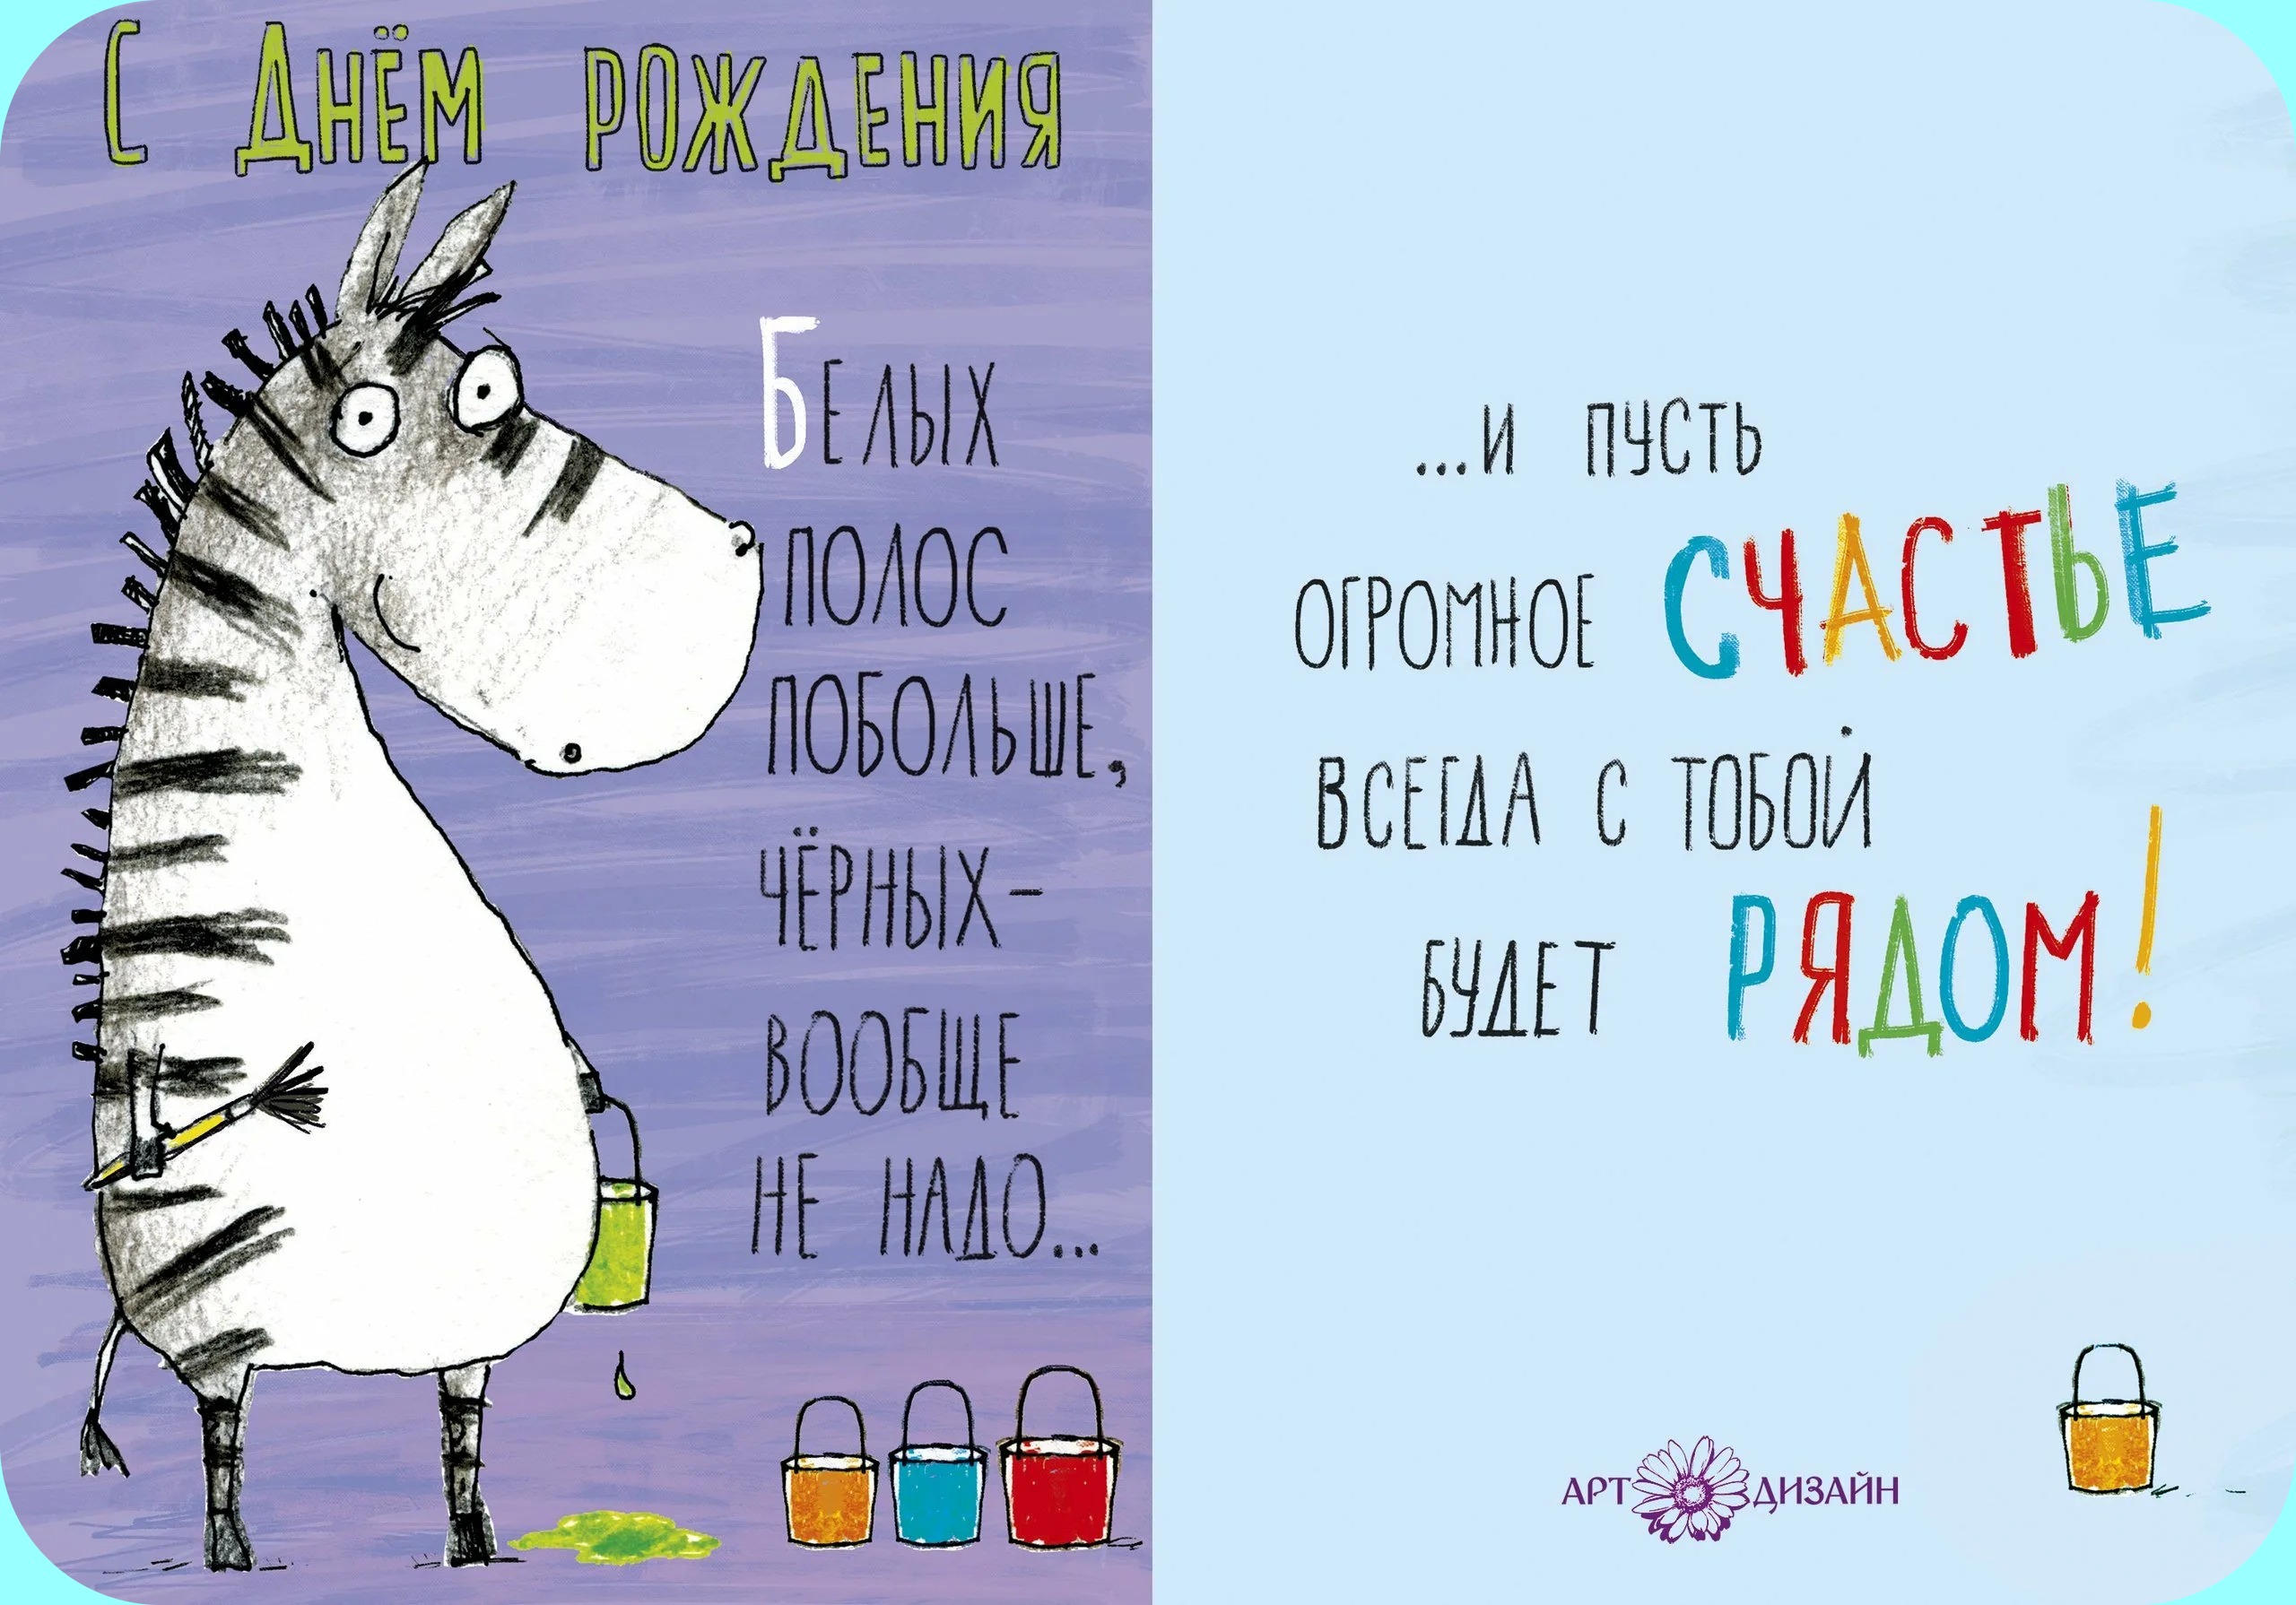 С Днём рождения
Белых
полос
побольше,
чёрных-
вообще
не надо...
...и пусть
огромное СЧАСТЬЕ
всегда с тобой
будет РЯДОМ!
АРТ ДИЗАЙН